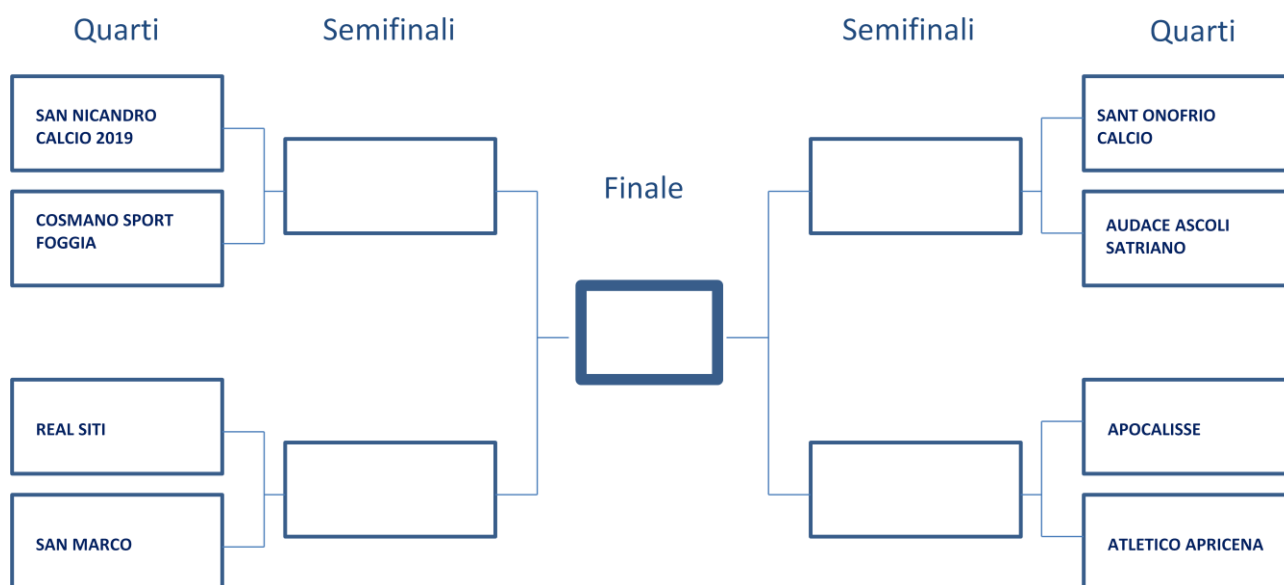 Quarti
Semifinali
Semifinali
Quarti
SAN NICANDRO
CALCIO 2019
COSMANO SPORT
FOGGIA
REAL SITI
SAN MARCO
Finale
SANT ONOFRIO
CALCIO
AUDACE ASCOLI
SATRIANO
APOCALISSE
ATLETICO APRICENA